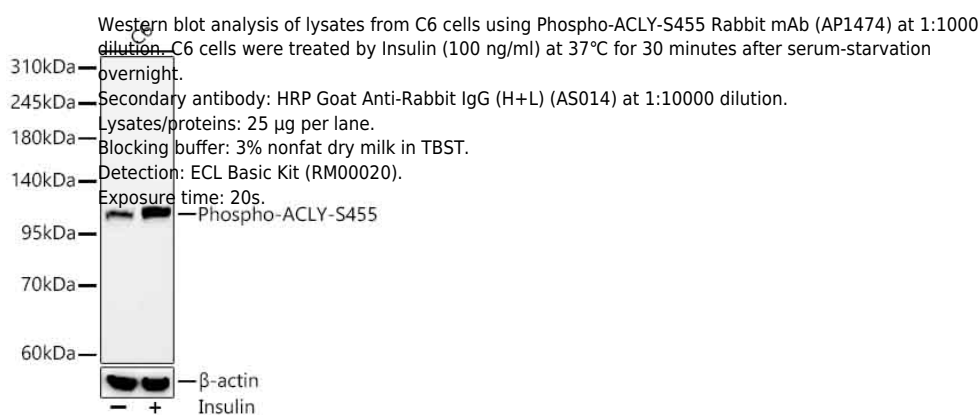 Western blot analysis of lysates from C6 cells using Phospho-ACLY-S455 Rabbit mAb (AP1474) at 1:1000
dilution. C6 cells were treated by Insulin (100 ng/ml) at 37℃ for 30 minutes after serum-starvation
overnight.
Secondary antibody: HRP Goat Anti-Rabbit IgG (H+L) (AS014) at 1:10000 dilution.
Lysates/proteins: 25 μg per lane.
Blocking buffer: 3% nonfat dry milk in TBST.
Detection: ECL Basic Kit (RM00020).
Exposure time: 20s.
C6
310kDa
245kDa
180kDa
140kDa
Phospho-ACLY-S455
95kDa
70kDa
60kDa
β-actin
− + Insulin